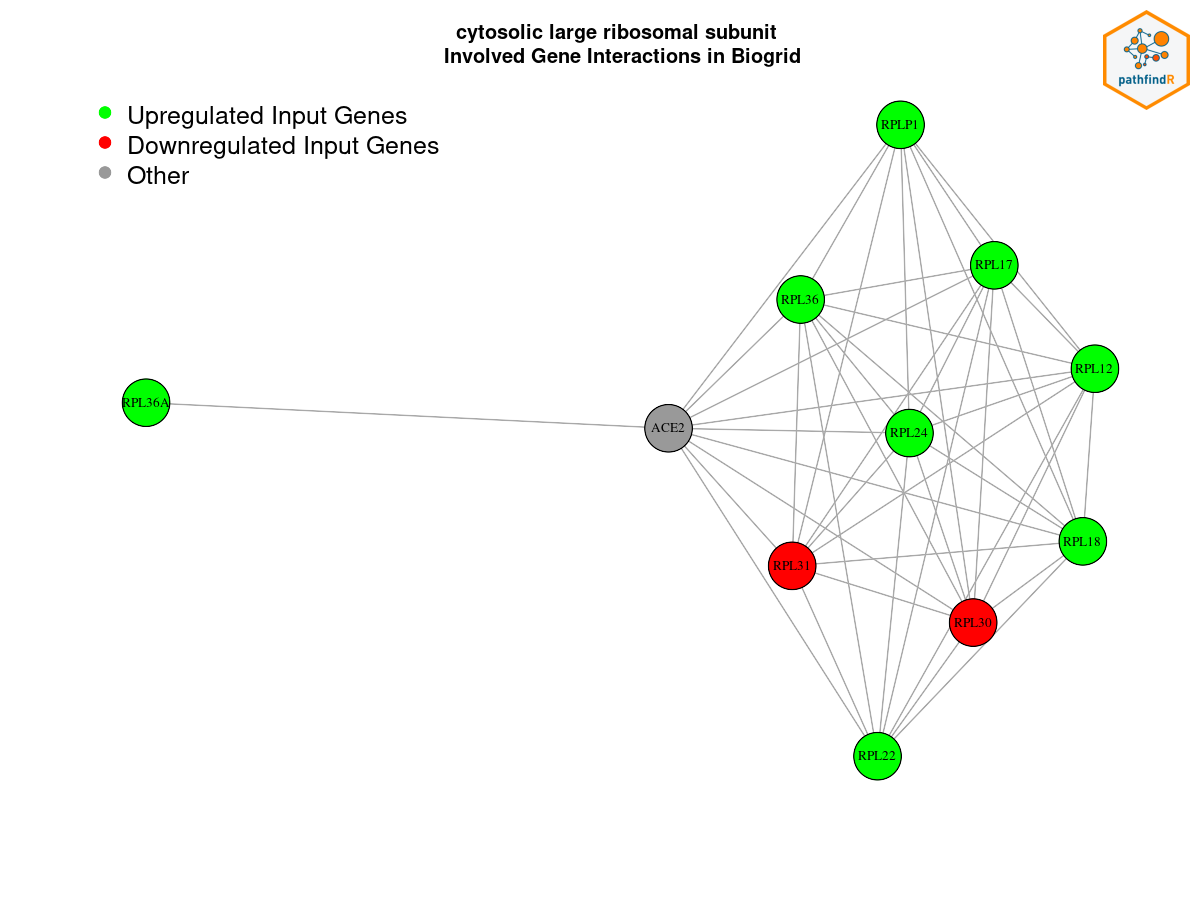 cytosolic large ribosomal subunit
Involved Gene Interactions in Biogrid
pathfindR
Upregulated Input Genes
Downregulated Input Genes
Other
RPLP1
RPL17
RPL36
RPL12
RPL36A
ACE2
RPL24
RPL18
RPL31
RPL30
RPL22